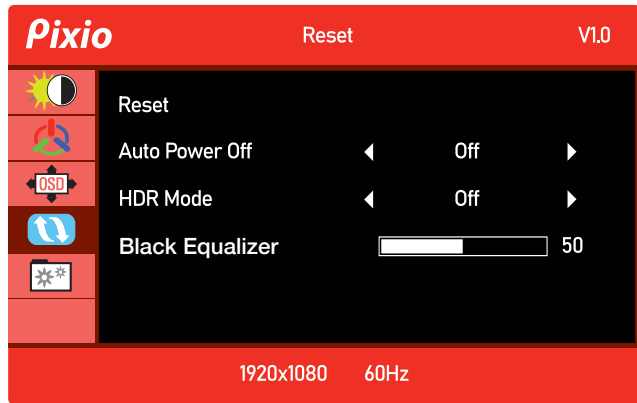 Pixio Reset V1.0
Reset
Auto Power Off Off
OSD
HDR Mode Off
Black Equalizer 50
1920x1080 60Hz